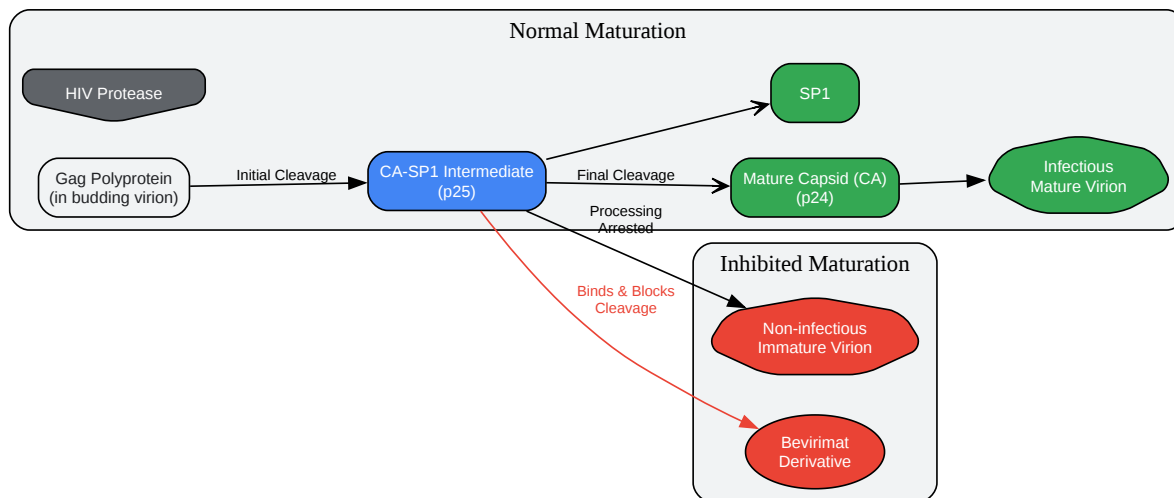 Normal Maturation
HIV Protease
SP1
Gag Polyprotein
(in budding virion)
Initial Cleavage
CA-SP1 Intermediate
(p25)
Final Cleavage
Mature Capsid (CA)
(p24)
Infectious
Mature Virion
Processing
Arrested
Inhibited Maturation
Binds & Blocks
Cleavage
Non-infectious
Immature Virion
Bevirimat
Derivative